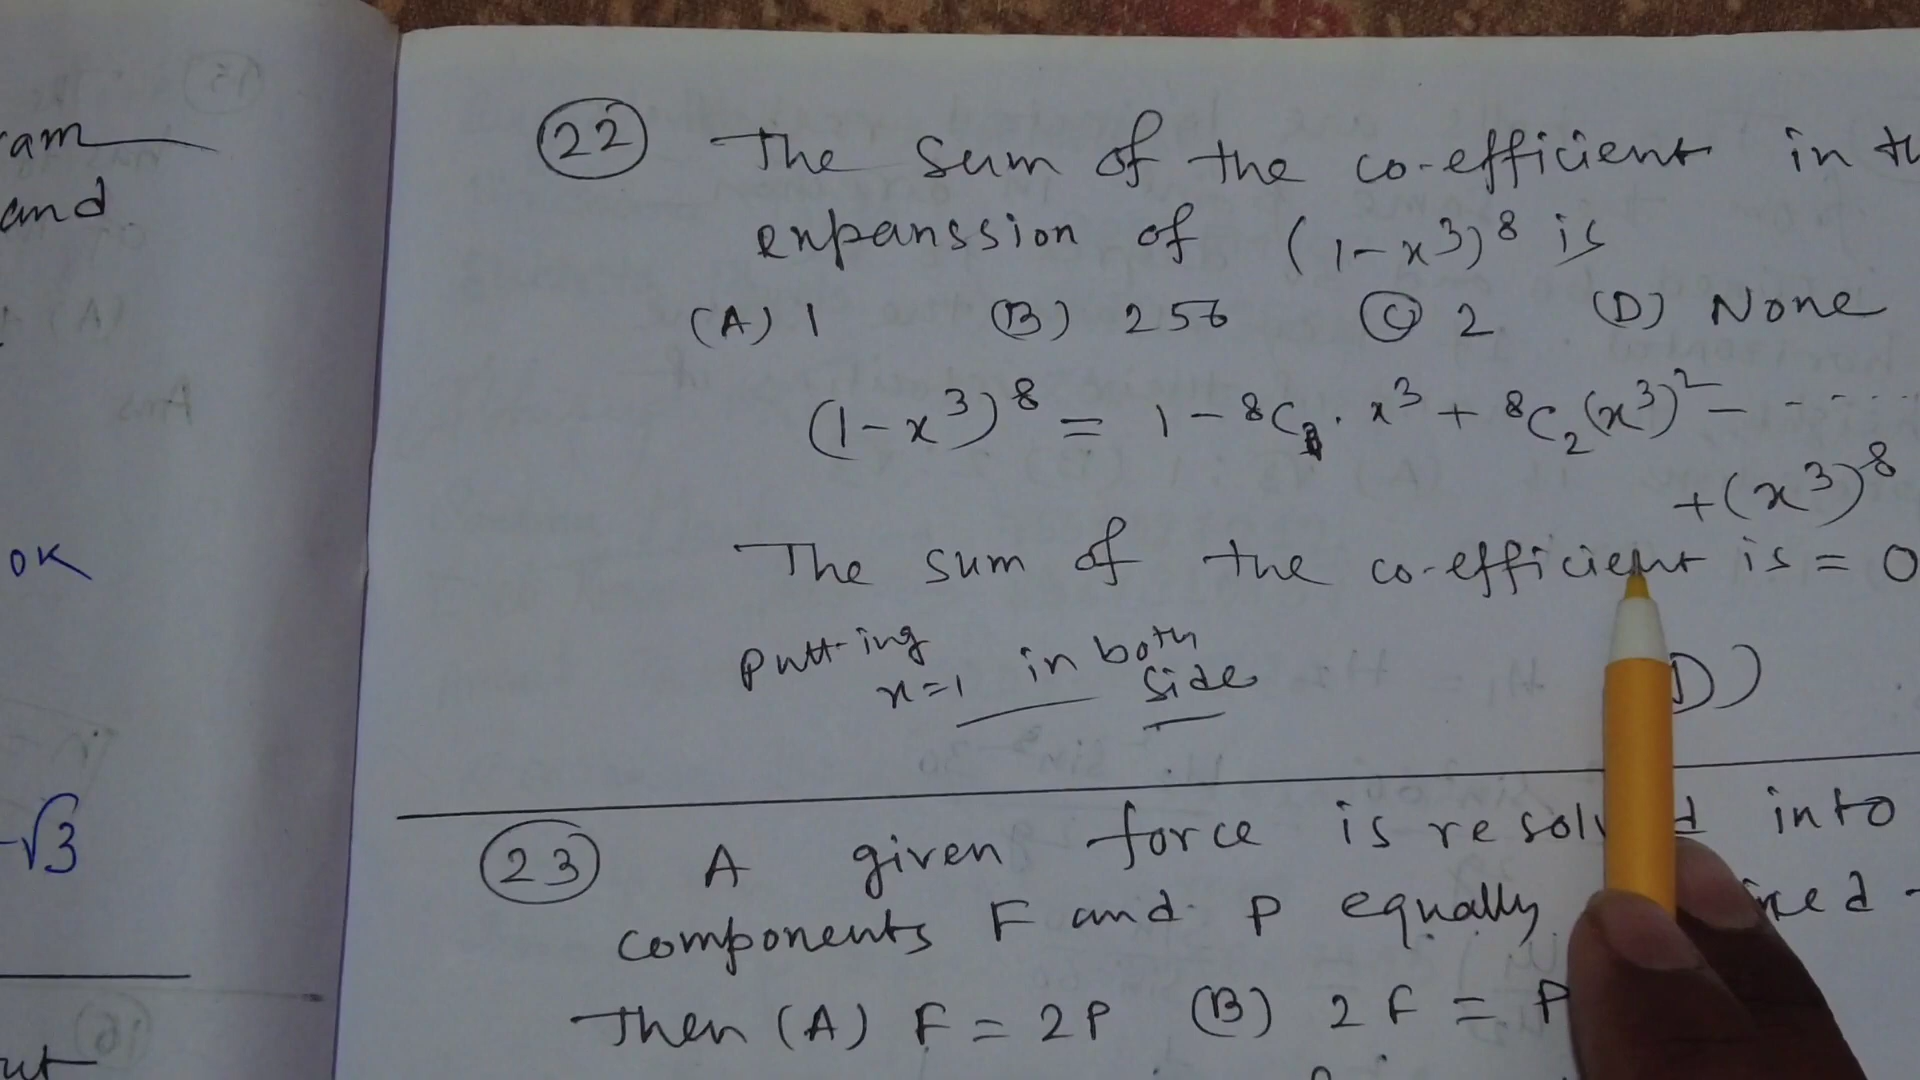 am
and
OK
-√3
(22) The sum of the co-efficient in
expanssion of (1-x³)⁸ is
(A) 1 (B) 256 (C) 2 (D) None
(1-x³)⁸ = 1 - ⁸C₁. x³ + ⁸C₂(x³)² - - - - -
+(x³)⁸
The sum of the co-efficient is = 0
putting x=1 in both side
D)
(23) A given force is resolved into
components F and P equally
Then (A) F = 2P (B) 2F = P